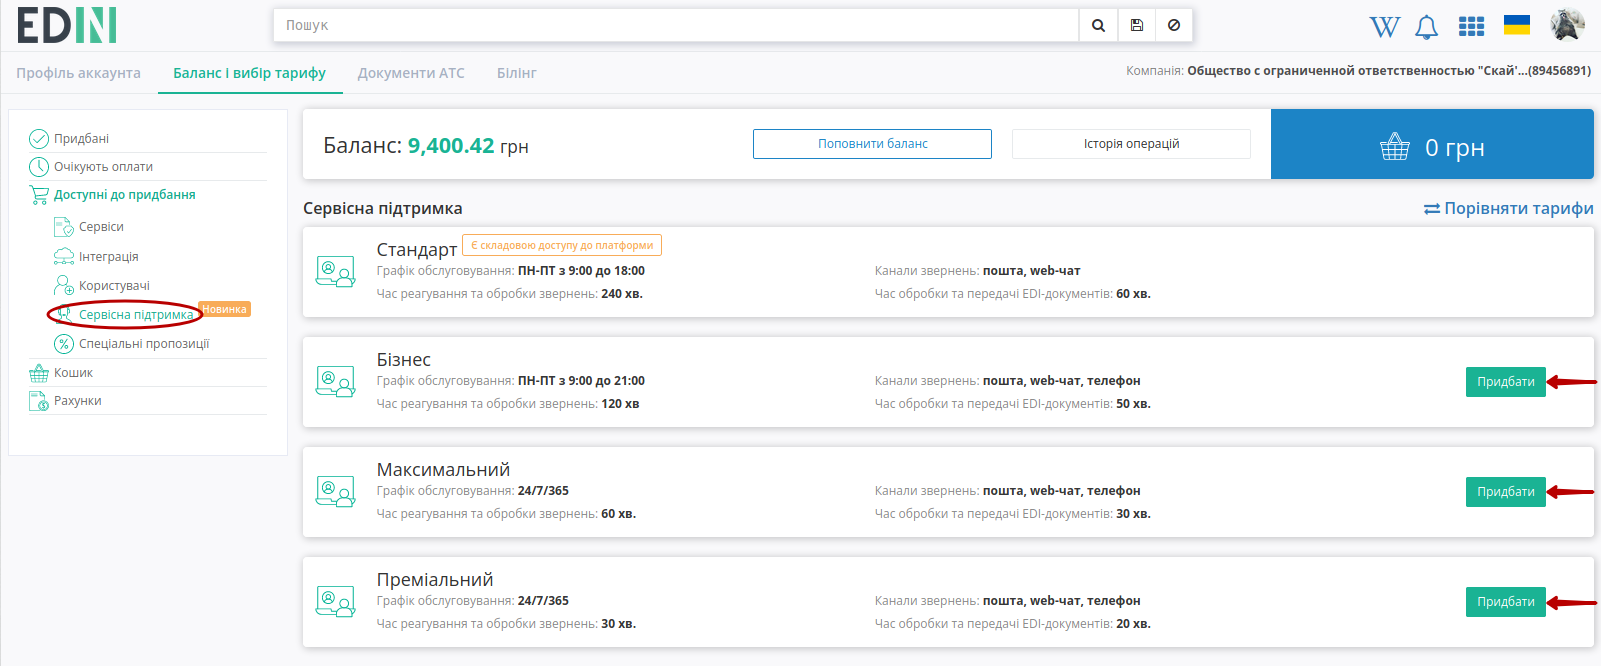 EDIN
Пошук
Профіль аккаунта
Баланс і вибір тарифу
Документи АТС
Білінг
Компанія: Общество с ограниченной ответственностью "Скай'...(89456891)
Придбані
Очікують оплати
Доступні до придбання
Сервіси
Інтеграція
Користувачі
Сервісна підтримка
Новинка
Спеціальні пропозиції
Кошик
Рахунки
Баланс: 9,400.42 грн
Поповнити баланс
Історія операцій
0 грн
Сервісна підтримка
Порівняти тарифи
Стандарт Є складовою доступу до платформи
Графік обслуговування: ПН-ПТ з 9:00 до 18:00
Канали звернень: пошта, web-чат
Час реагування та обробки звернень: 240 хв.
Час обробки та передачі EDI-документів: 60 хв.
Бізнес
Графік обслуговування: ПН-ПТ з 9:00 до 21:00
Канали звернень: пошта, web-чат, телефон
Час реагування та обробки звернень: 120 хв
Час обробки та передачі EDI-документів: 50 хв.
Придбати
Максимальний
Графік обслуговування: 24/7/365
Канали звернень: пошта, web-чат, телефон
Час реагування та обробки звернень: 60 хв.
Час обробки та передачі EDI-документів: 30 хв.
Придбати
Преміальний
Графік обслуговування: 24/7/365
Канали звернень: пошта, web-чат, телефон
Час реагування та обробки звернень: 30 хв.
Час обробки та передачі EDI-документів: 20 хв.
Придбати